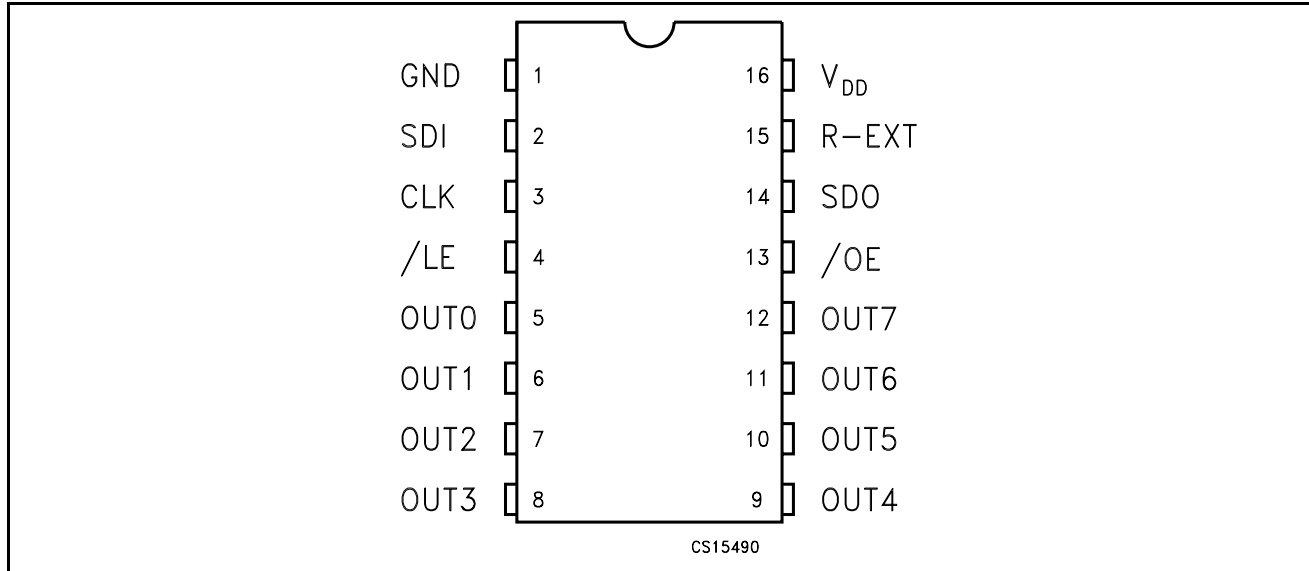 GND 1 16 VDD
SDI 2 15 R-EXT
CLK 3 14 SDO
/LE 4 13 /OE
OUT0 5 12 OUT7
OUT1 6 11 OUT6
OUT2 7 10 OUT5
OUT3 8 9 OUT4
CS15490